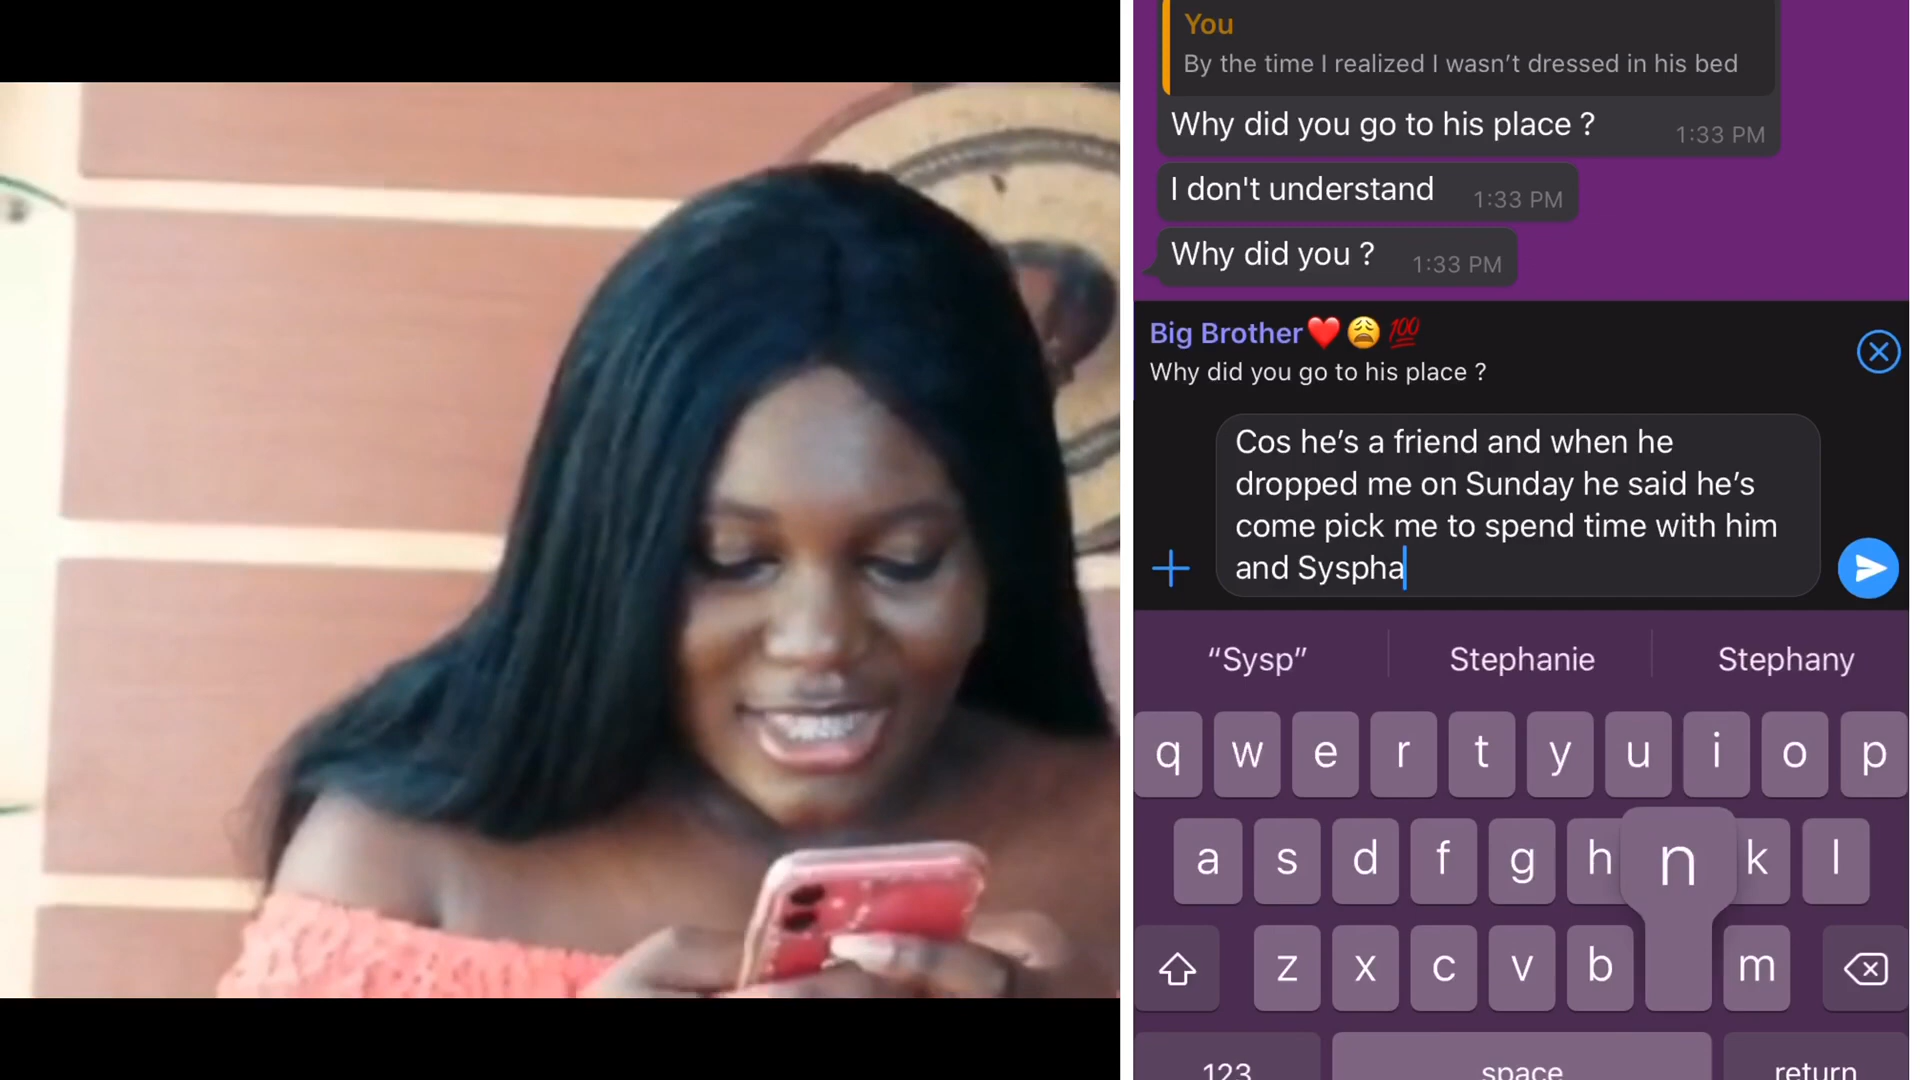 You
By the time I realized I wasn’t dressed in his bed
Why did you go to his place ?
1:33 PM
I don't understand
1:33 PM
Why did you ?
1:33 PM
Big Brother❤️😩💯
Why did you go to his place ?
Cos he’s a friend and when he
dropped me on Sunday he said he’s
come pick me to spend time with him
and Syspha
“Sysp” Stephanie Stephany
q w e r t y u i o p
a s d f g h n k l
z x c v b m
123 space return